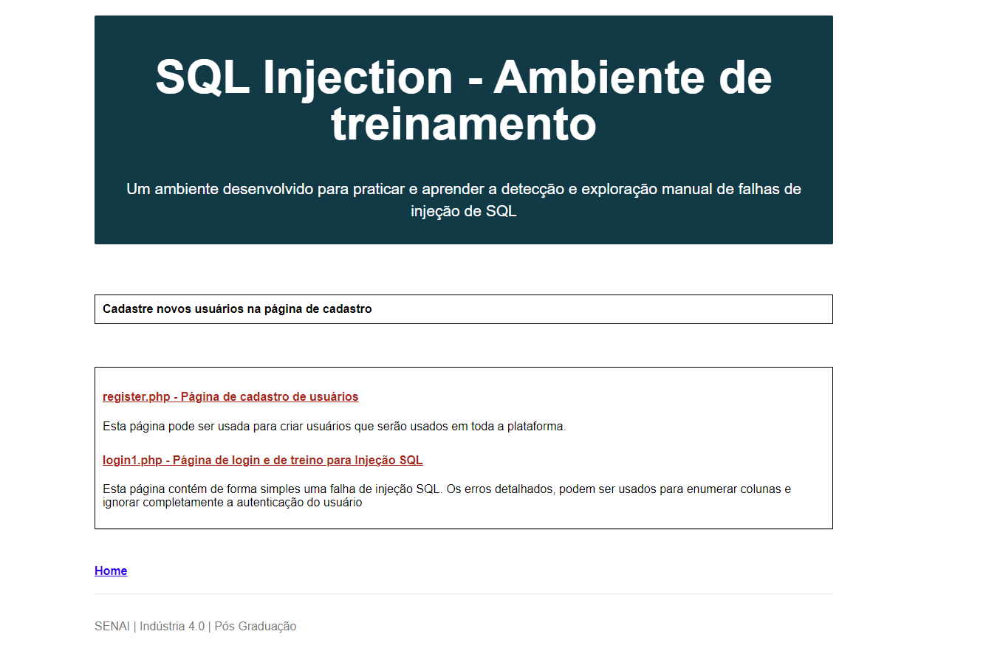 SQL Injection - Ambiente de
treinamento
Um ambiente desenvolvido para praticar e aprender a detecção e exploração manual de falhas de
injeção de SQL
Cadastre novos usuários na página de cadastro
register.php - Página de cadastro de usuários
Esta página pode ser usada para criar usuários que serão usados em toda a plataforma.
login1.php - Página de login e de treino para Injeção SQL
Esta página contém de forma simples uma falha de injeção SQL. Os erros detalhados, podem ser usados para enumerar colunas e
ignorar completamente a autenticação do usuário
Home
SENAI | Indústria 4.0 | Pós Graduação